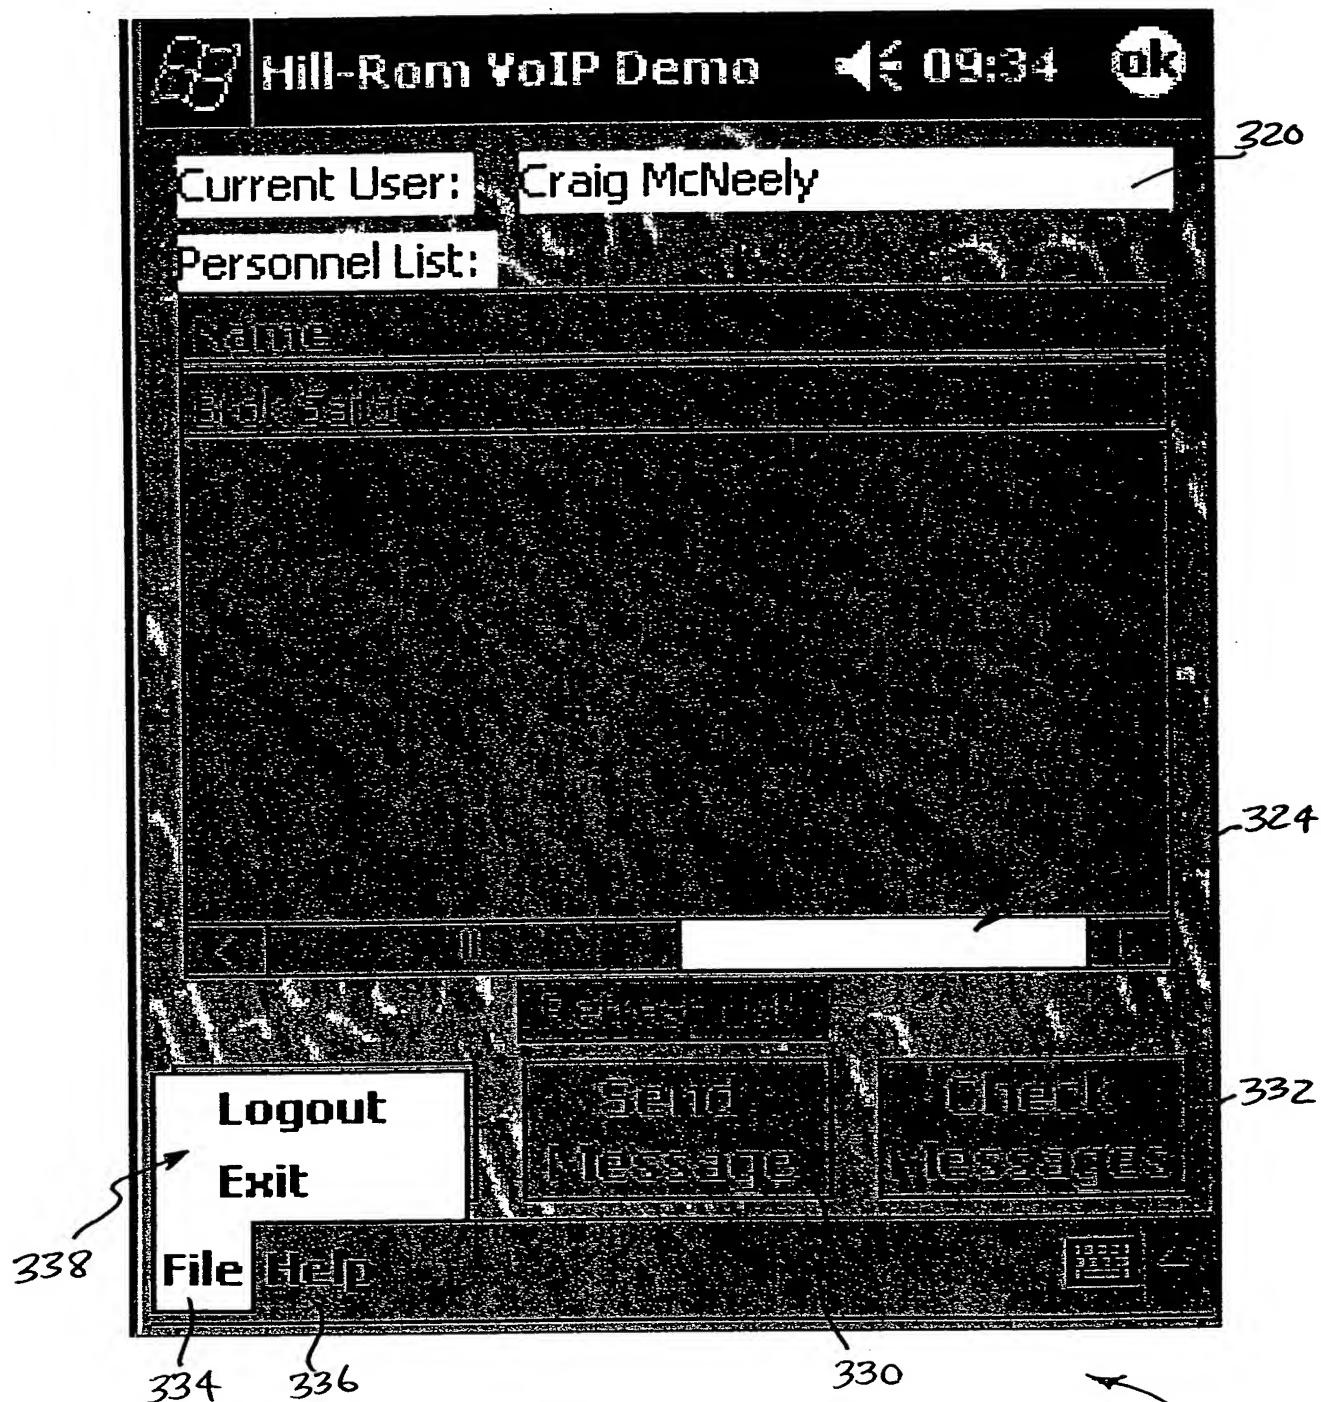 Hill-Rom VoIP Demo 09:34 ok
320
Current User: Craig McNeely
Personnel List:
Name
324
Send Message
Check Messages
332
Logout
Exit
338
File Help
334 336 330